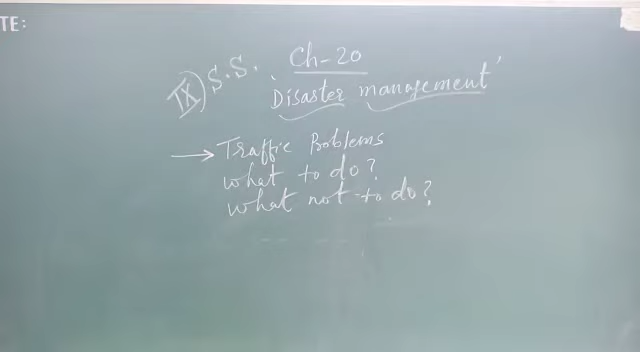 TE:
IX) S.S. Ch-20
'Disaster management'
→ Traffic Problems
what to do?
what not to do?